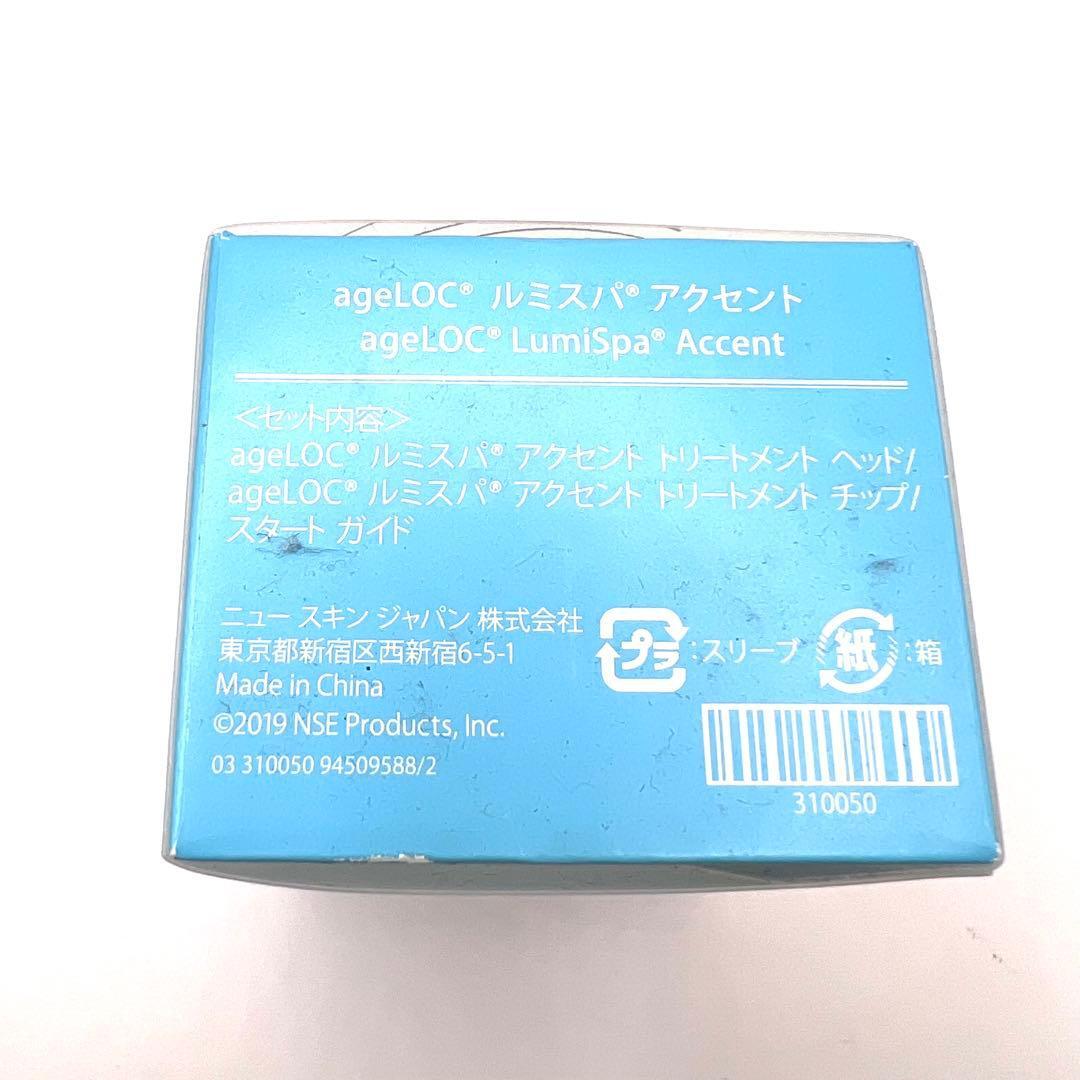 ageLOC® ルミスパ® アクセント
ageLOC® LumiSpa® Accent
＜セット内容＞
ageLOC® ルミスパ® アクセント トリートメント ヘッド/
ageLOC® ルミスパ® アクセント トリートメント チップ/
スタート ガイド
ニュー スキン ジャパン 株式会社
東京都新宿区西新宿6-5-1
Made in China
©2019 NSE Products, Inc.
03 310050 94509588/2
プラ:スリーブ 紙:箱
310050